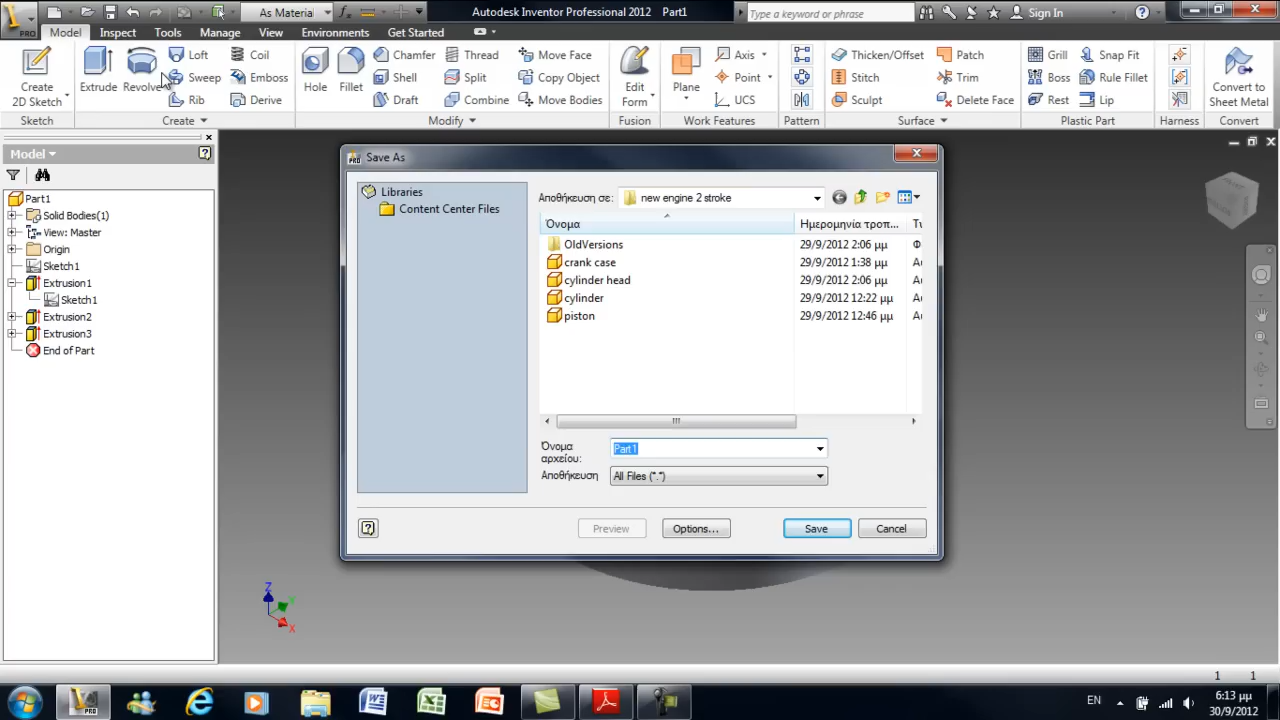 As Material
Autodesk Inventor Professional 2012 Part1
Type a keyword or phrase
Sign In
PRO
Model Inspect Tools Manage View Environments Get Started
Create
2D Sketch
Extrude
Revolve
Loft
Sweep
Rib
Coil
Emboss
Derive
Hole
Fillet
Chamfer
Shell
Draft
Thread
Split
Combine
Move Face
Copy Object
Move Bodies
Edit
Form
Plane
Axis
Point
UCS
Thicken/Offset
Stitch
Sculpt
Patch
Trim
Delete Face
Grill
Boss
Rest
Snap Fit
Rule Fillet
Lip
Convert to
Sheet Metal
Sketch Create Modify Fusion Work Features Pattern Surface Plastic Part Harness Convert
Model
Part1
Solid Bodies(1)
View: Master
Origin
Sketch1
Extrusion1
Sketch1
Extrusion2
Extrusion3
End of Part
Save As
Libraries
Content Center Files
Αποθήκευση σε: new engine 2 stroke
Όνομα Ημερομηνία τροπ...
OldVersions 29/9/2012 2:06 μμ
crank case 29/9/2012 1:38 μμ
cylinder head 29/9/2012 2:06 μμ
cylinder 29/9/2012 12:22 μμ
piston 29/9/2012 12:46 μμ
Όνομα
αρχείου: Part1
Αποθήκευση All Files (*.*)
Preview Options... Save Cancel
Z
X
1 1
PRO
EN
6:13 μμ
30/9/2012